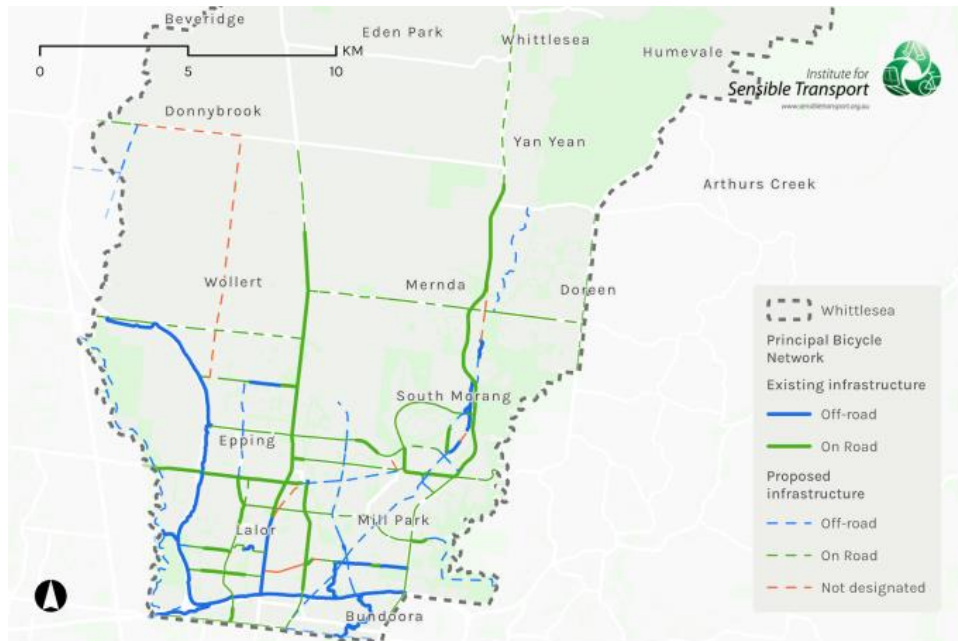 Beveridge
Eden Park
Whittlesea
Humevale
KM
0
5
10
Institute for
Sensible Transport
www.sensibletransport.org.au
Donnybrook
Yan Yean
Arthurs Creek
Wollert
Mernda
Doreen
South Morang
Epping
Lalor
Mill Park
Bundoora
Whittlesea
Principal Bicycle
Network
Existing infrastructure
Off-road
On Road
Proposed
infrastructure
Off-road
On Road
Not designated